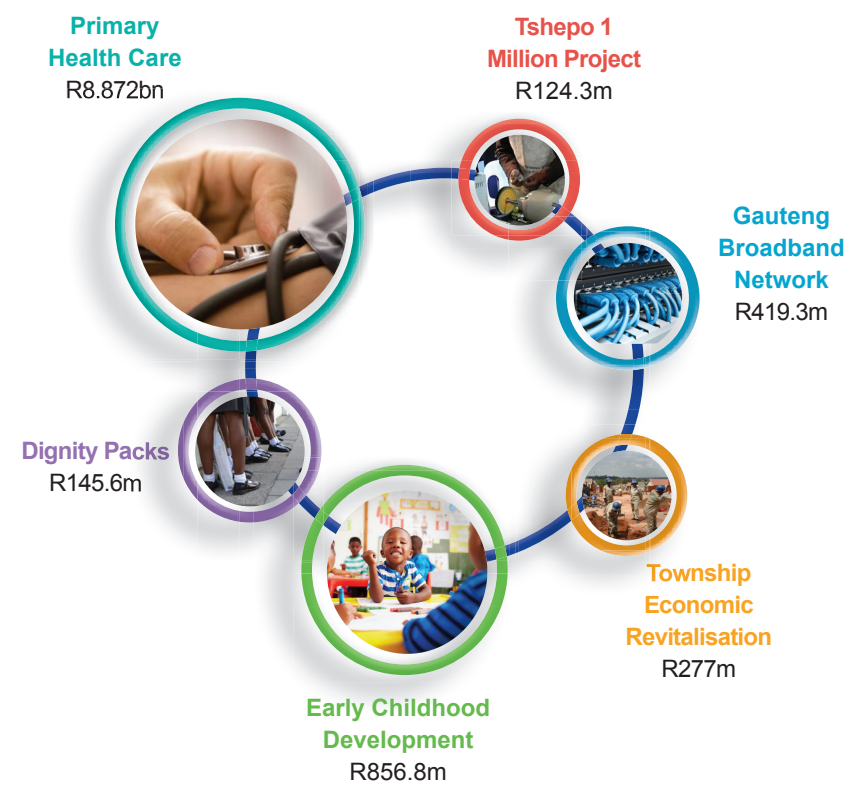 Primary
Health Care
R8.872bn
Tshepo 1
Million Project
R124.3m
Gauteng
Broadband
Network
R419.3m
Township
Economic
Revitalisation
R277m
Early Childhood
Development
R856.8m
Dignity Packs
R145.6m